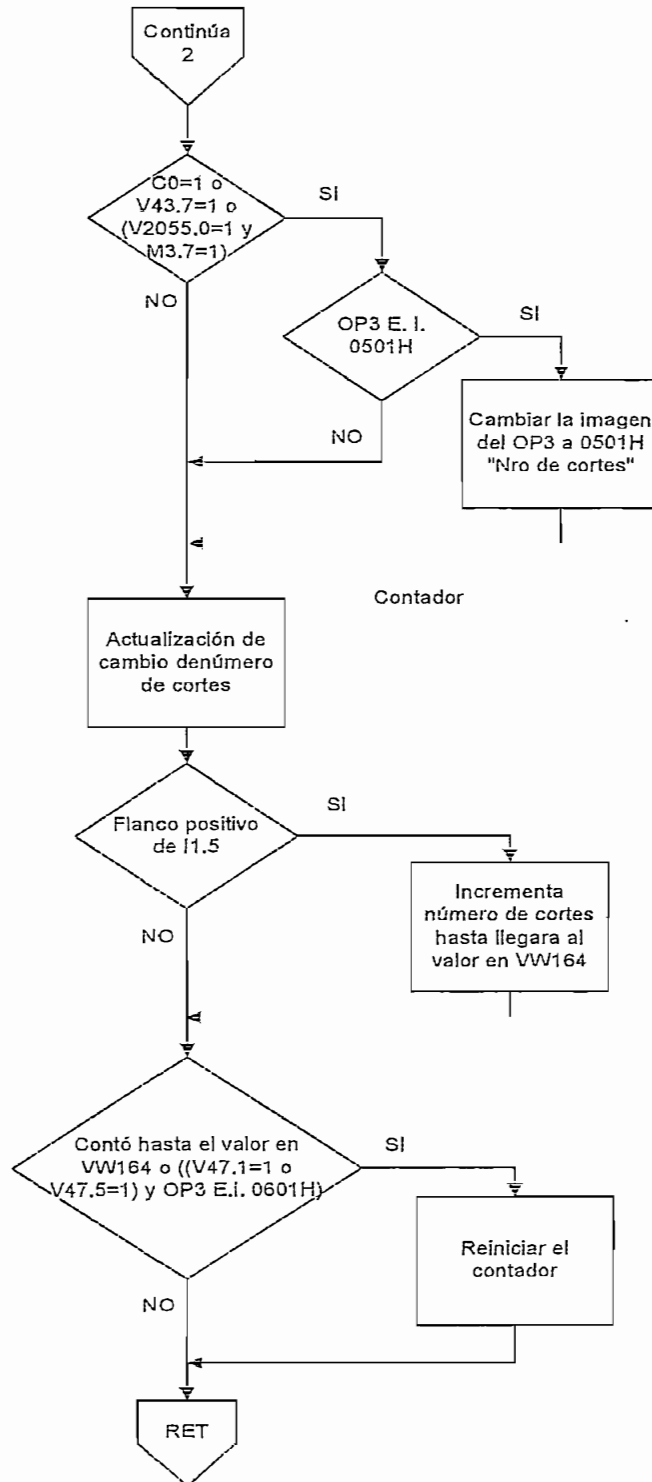 Continúa
2
C0=1 o
V43.7=1 o
(V2055.0=1 y
M3.7=1)
SI
NO
OP3 E. I.
0501H
SI
NO
Cambiar la imagen
del OP3 a 0501H
"Nro de cortes"
Contador
Actualización de
cambio denúmero
de cortes
Flanco positivo
de I1.5
SI
NO
Incrementa
número de cortes
hasta llegara al
valor en VW164
Contó hasta el valor en
VW164 o ((V47.1=1 o
V47.5=1) y OP3 E.I. 0601H)
SI
NO
Reiniciar el
contador
RET